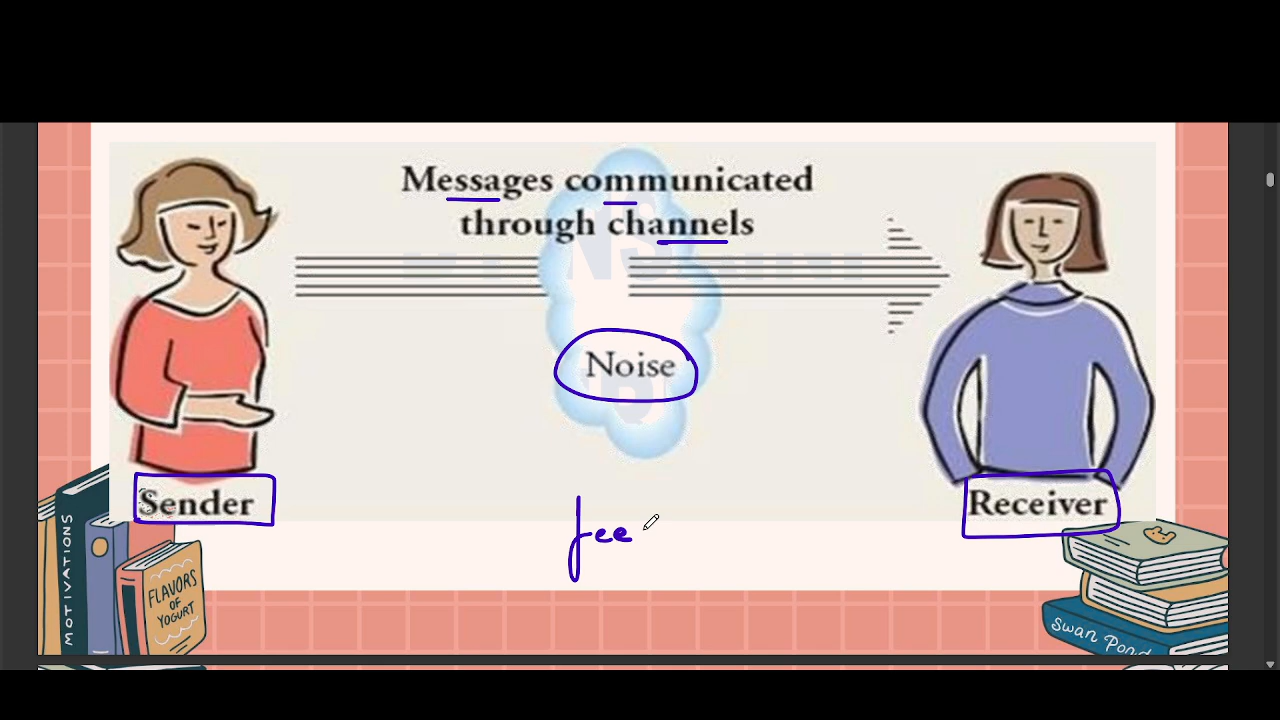 Messages communicated
through channels
Noise
Sender
Receiver
fee
MOTIVATIONS
FLAVORS
OF
YOGURT
Swan Pond